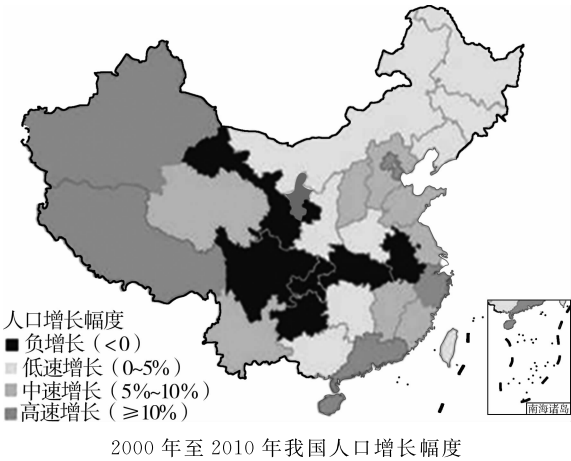 人口增长幅度
负增长(<0)
低速增长(0~5%)
中速增长(5%~10%)
高速增长(≥10%)
南海诸岛
2000 年至 2010 年我国人口增长幅度